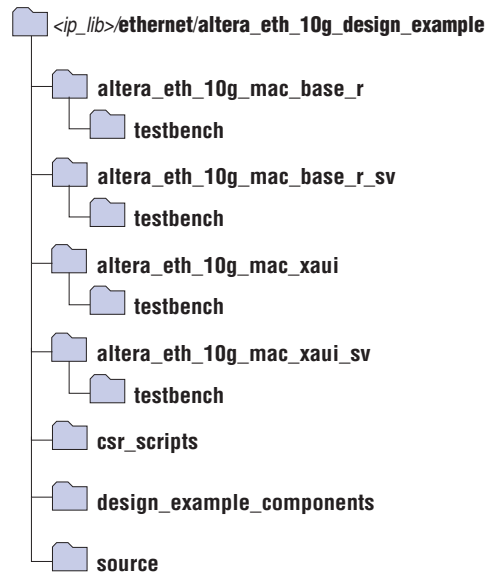 <ip_lib>/ethernet/altera_eth_10g_design_example
altera_eth_10g_mac_base_r
testbench
altera_eth_10g_mac_base_r_sv
testbench
altera_eth_10g_mac_xaui
testbench
altera_eth_10g_mac_xaui_sv
testbench
csr_scripts
design_example_components
source